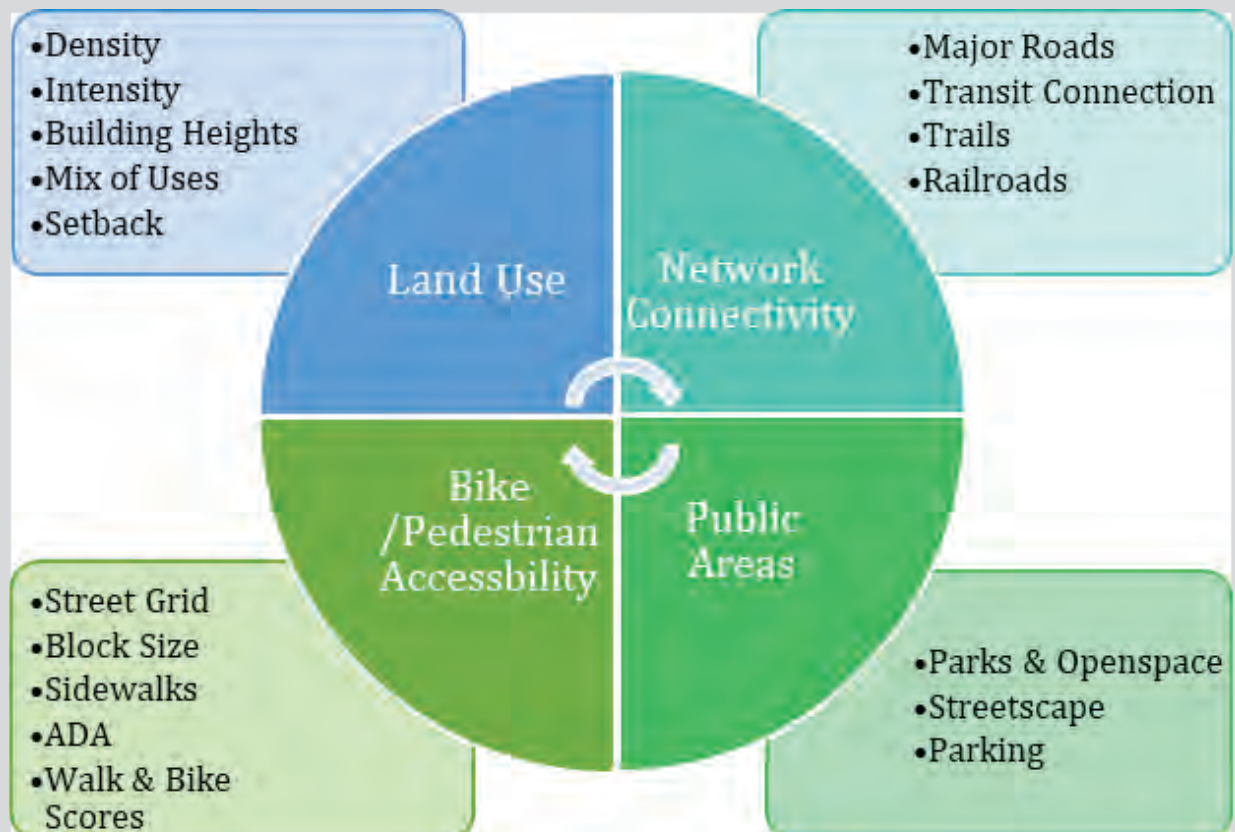 •Density
•Intensity
•Building Heights
•Mix of Uses
•Setback
•Major Roads
•Transit Connection
•Trails
•Railroads
Land Use
Network
Connectivity
Bike
/Pedestrian
Accessbility
Public
Areas
•Street Grid
•Block Size
•Sidewalks
•ADA
•Walk & Bike
Scores
•Parks & Openspace
•Streetscape
•Parking